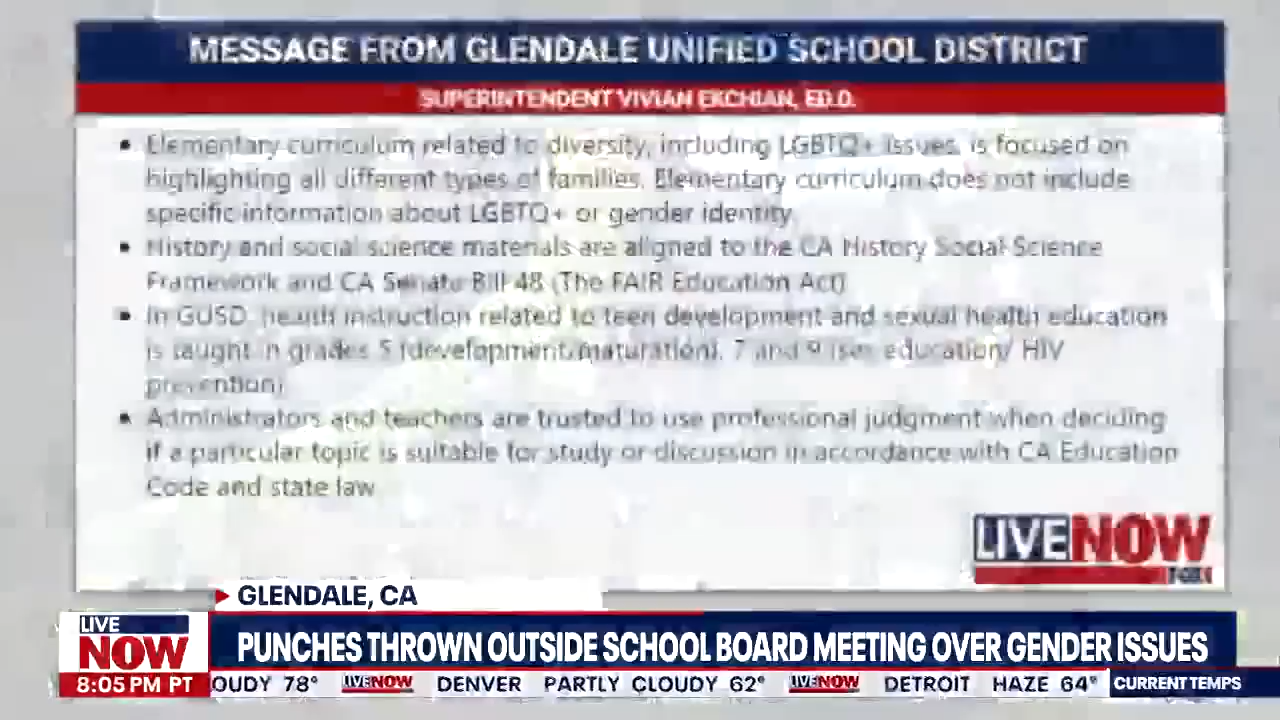 MESSAGE FROM GLENDALE UNIFIED SCHOOL DISTRICT
SUPERINTENDENT VIVIAN EKCHIAN, ED.D.
• Elementary curriculum related to diversity, including LGBTQ+ issues, is focused on
highlighting all different types of families. Elementary curriculum does not include
specific information about LGBTQ+ or gender identity.
• History and social science materials are aligned to the CA History Social Science
Framework and CA Senate Bill 48 (The FAIR Education Act)
• In GUSD, health instruction related to teen development and sexual health education
is taught in grades 5 (development/maturation), 7 and 9 (sex education/ HIV
prevention)
• Administrators and teachers are trusted to use professional judgment when deciding
if a particular topic is suitable for study or discussion in accordance with CA Education
Code and state law
LIVENOW
FOX
GLENDALE, CA
LIVE
NOW
PUNCHES THROWN OUTSIDE SCHOOL BOARD MEETING OVER GENDER ISSUES
8:05 PM PT OUDY 78° LIVENOW DENVER PARTLY CLOUDY 62° LIVENOW DETROIT HAZE 64° CURRENT TEMPS